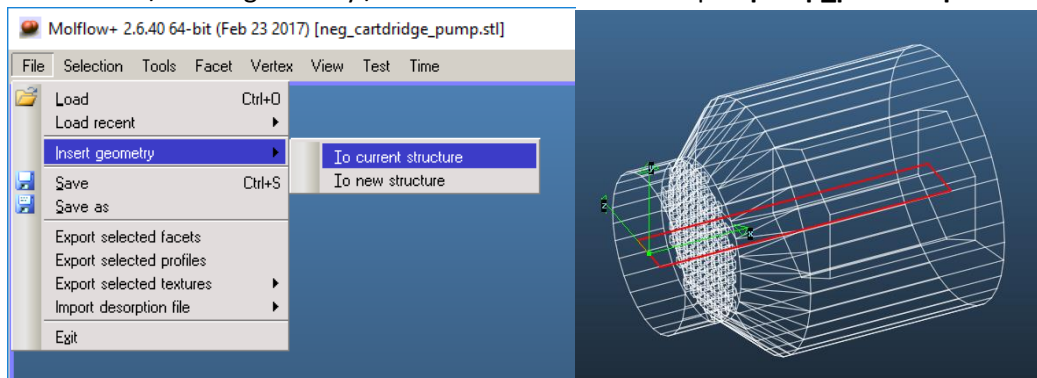 Molflow+ 2.6.40 64-bit (Feb 23 2017) [neg_cartdridge_pump.stl]
File Selection Tools Facet Vertex View Test Time
Load Ctrl+O
Load recent
Insert geometry
To current structure
To new structure
Save Ctrl+S
Save as
Export selected facets
Export selected profiles
Export selected textures
Import desorption file
Exit
y
z
x